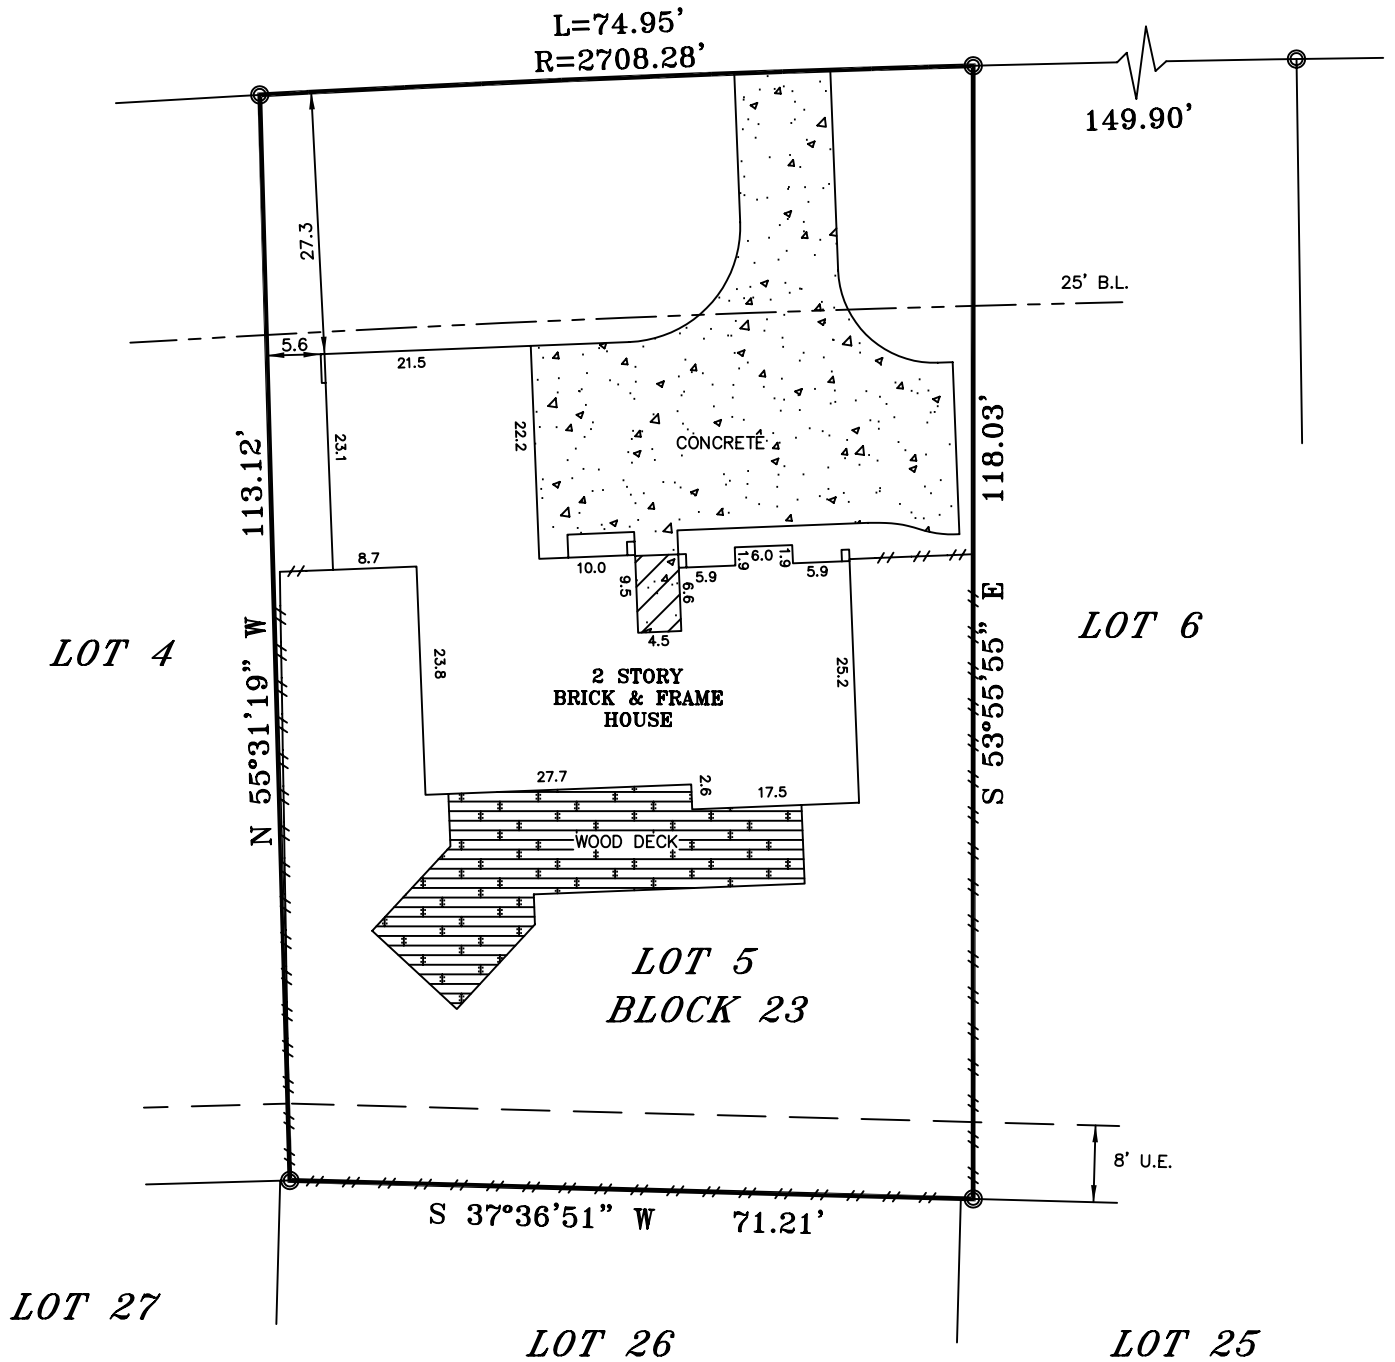 L=74.95'
R=2708.28'
149.90'
27.3
25' B.L.
5.6
21.5
113.12'
23.1
22.2
CONCRETE
118.03'
8.7
10.0
9.5
6.6
5.9
1.9
6.0
1.9
5.9
4.5
LOT 4
N 55°31'19" W
23.8
2 STORY
BRICK & FRAME
HOUSE
25.2
S 53°55'55" E
LOT 6
27.7
2.6
17.5
WOOD DECK
LOT 5
BLOCK 23
8' U.E.
S 37°36'51" W 71.21'
LOT 27
LOT 26
LOT 25